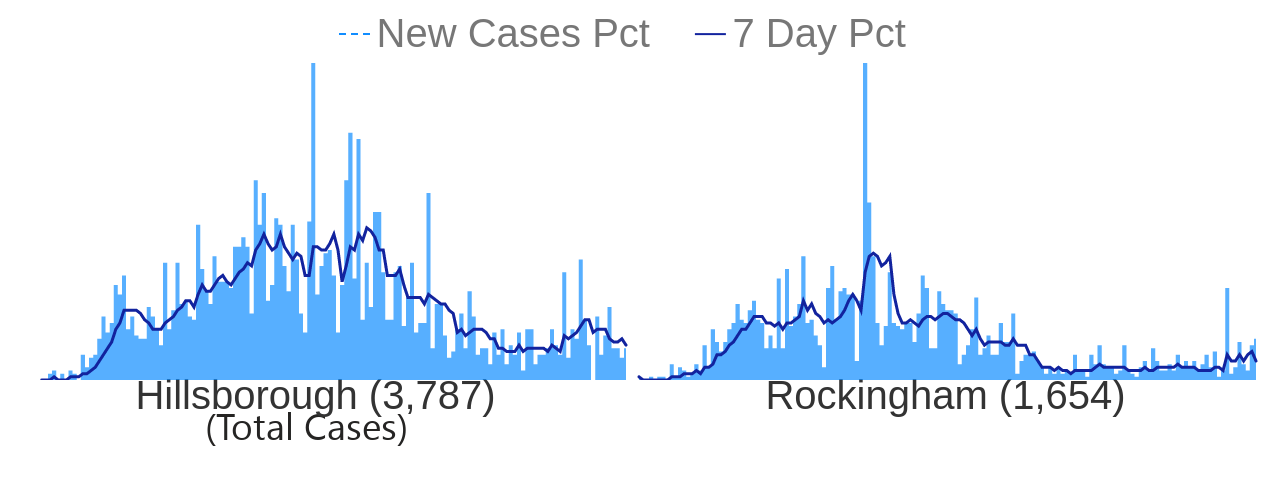 New Cases Pct 7 Day Pct
Hillsborough (3,787) Rockingham (1,654)
(Total Cases)